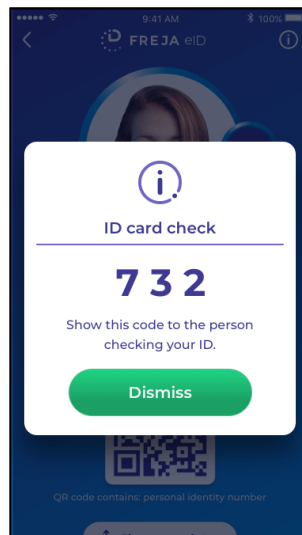 9:41 AM
100%
FREJA eID
ID card check
7 3 2
Show this code to the person
checking your ID.
Dismiss
QR code contains: personal identity number